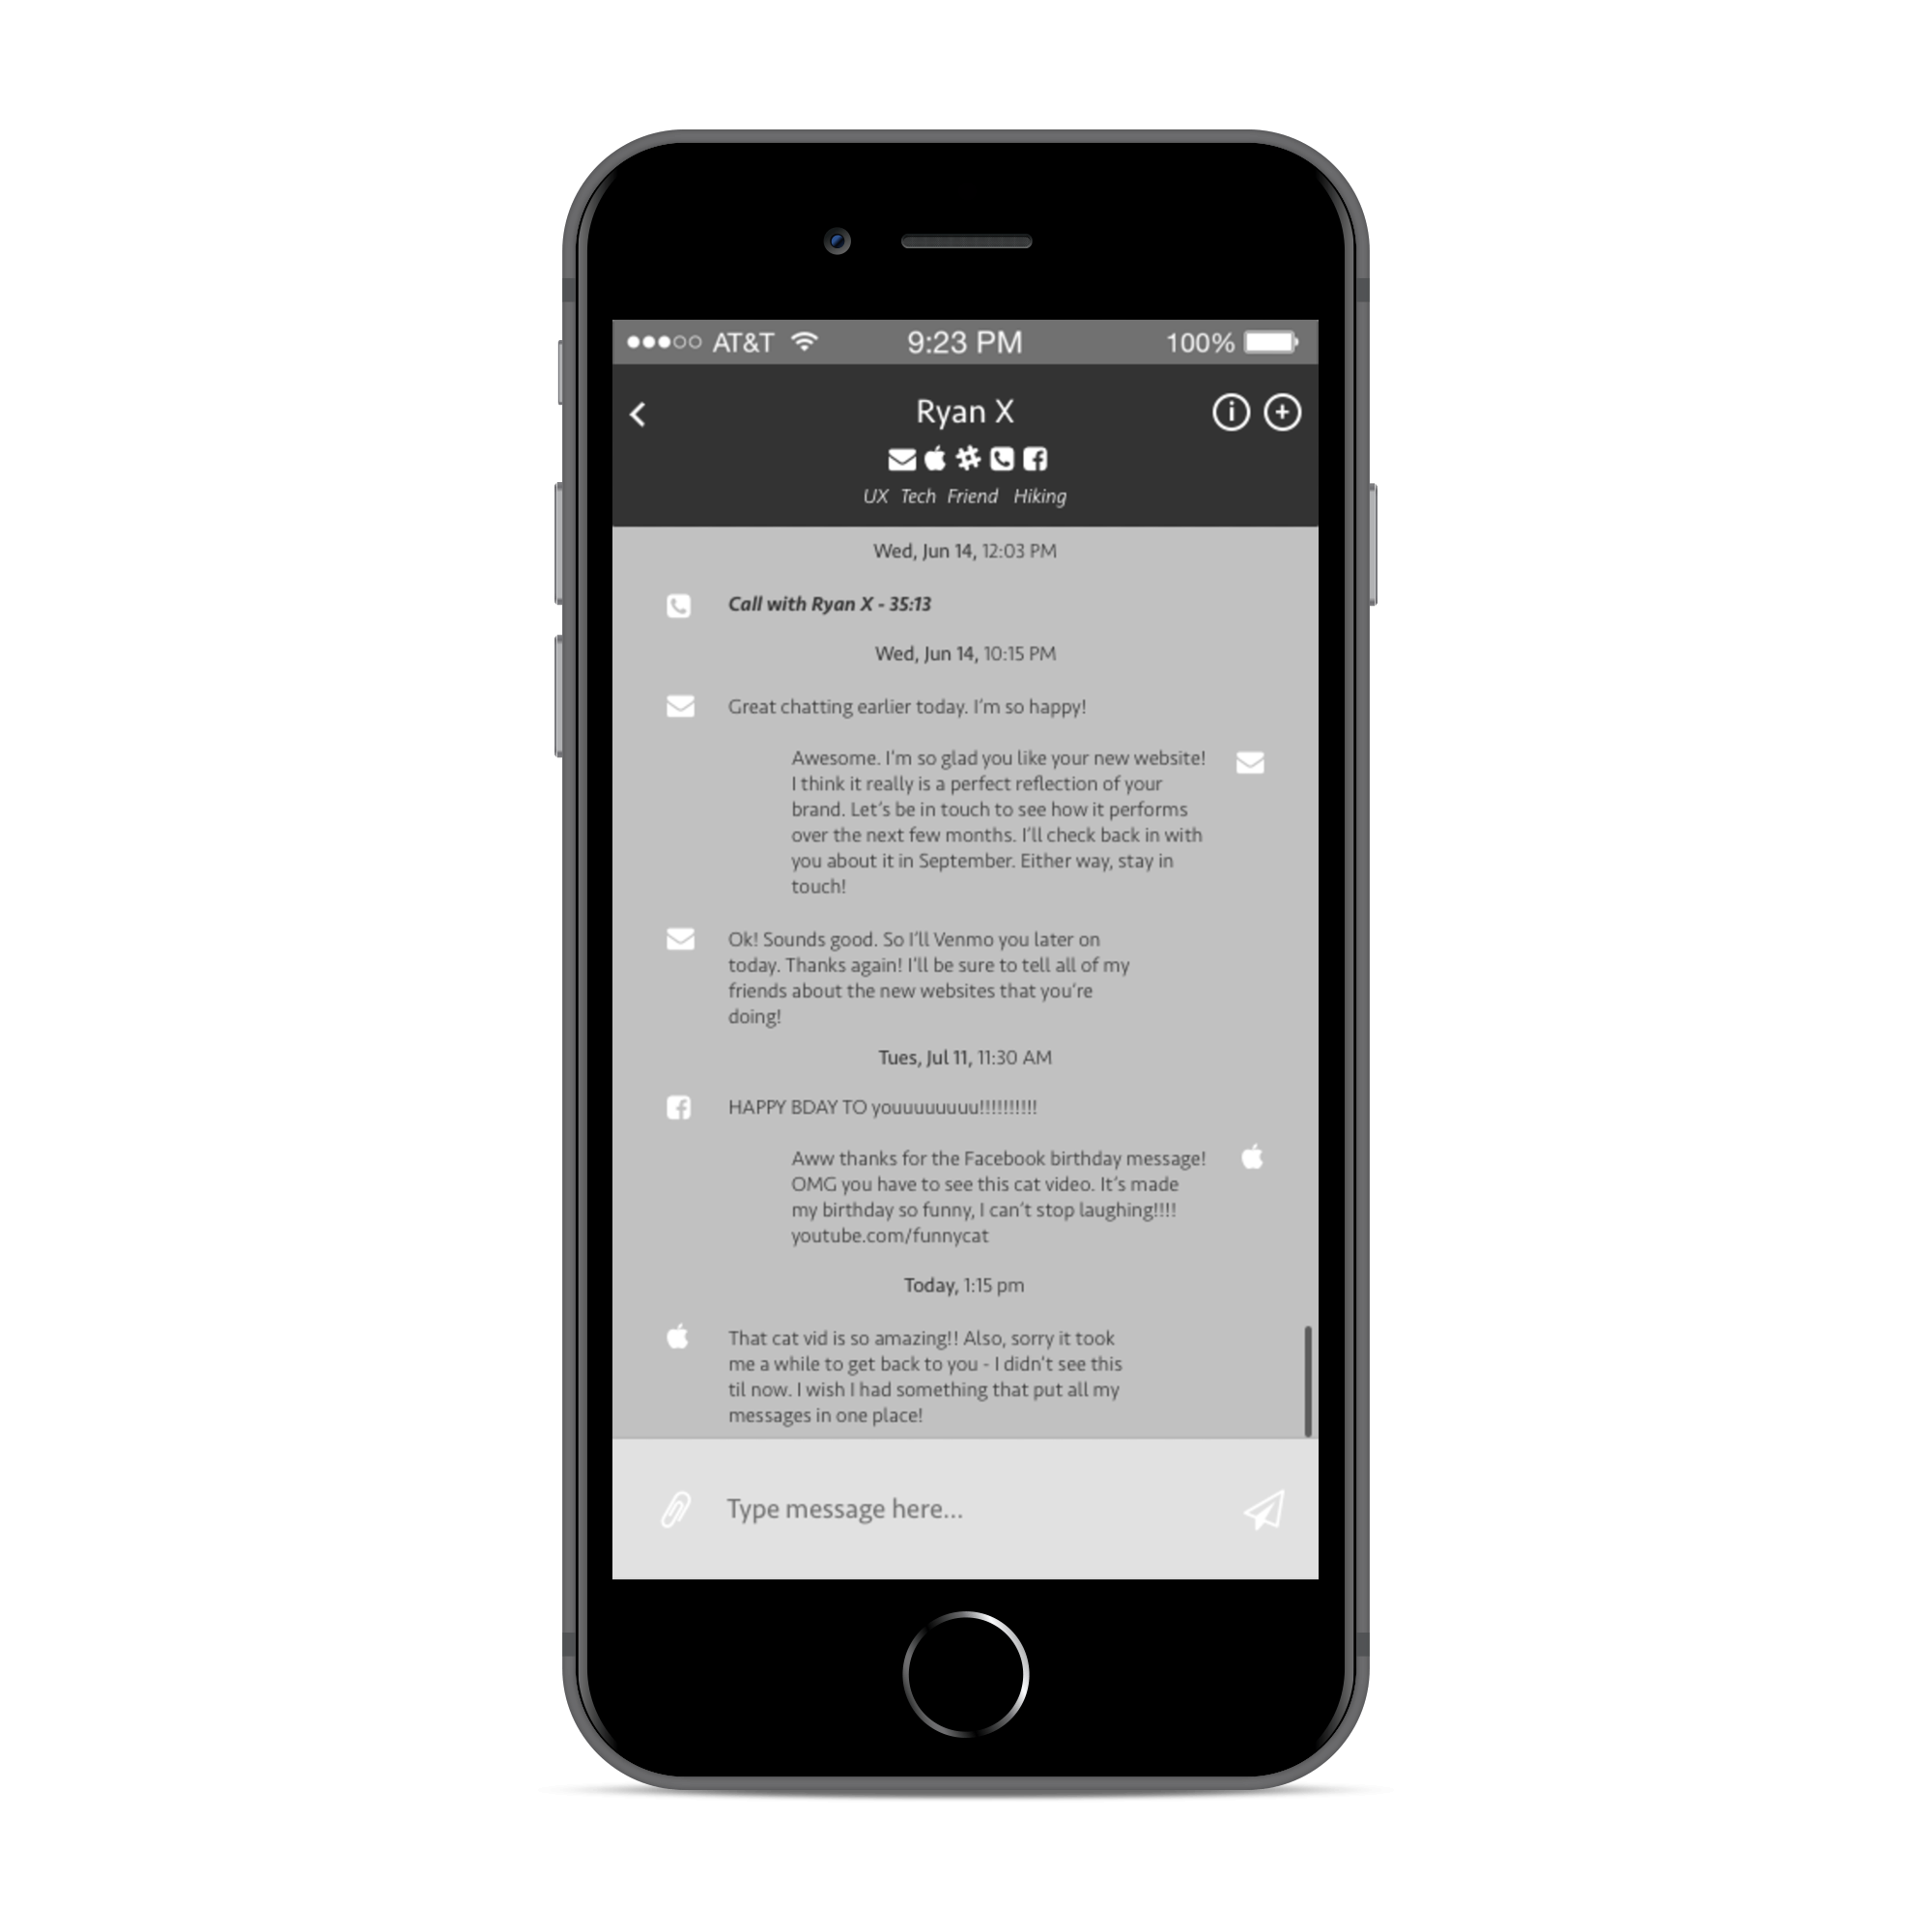 AT&T 9:23 PM 100%
Ryan X
UX Tech Friend Hiking
Wed, Jun 14, 12:03 PM
Call with Ryan X - 35:13
Wed, Jun 14, 10:15 PM
Great chatting earlier today. I'm so happy!
Awesome. I'm so glad you like your new website!
I think it really is a perfect reflection of your
brand. Let's be in touch to see how it performs
over the next few months. I'll check back in with
you about it in September. Either way, stay in
touch!
Ok! Sounds good. So I'll Venmo you later on
today. Thanks again! I'll be sure to tell all of my
friends about the new websites that you're
doing!
Tues, Jul 11, 11:30 AM
HAPPY BDAY TO youuuuuuuu!!!!!!!!!!
Aww thanks for the Facebook birthday message!
OMG you have to see this cat video. It's made
my birthday so funny, I can't stop laughing!!!!
youtube.com/funnycat
Today, 1:15 pm
That cat vid is so amazing!! Also, sorry it took
me a while to get back to you - I didn't see this
til now. I wish I had something that put all my
messages in one place!
Type message here...